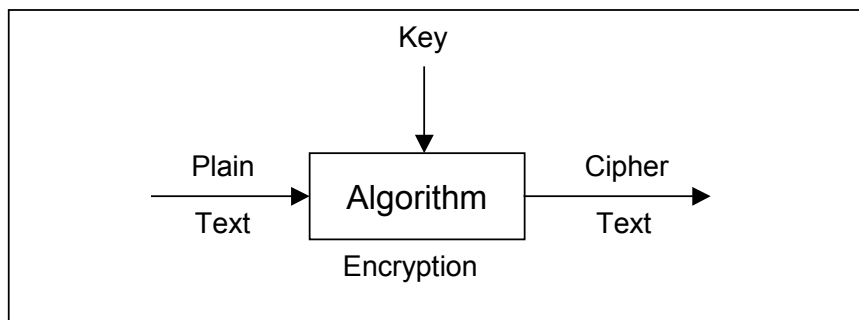 Key
Plain
Text
Algorithm
Encryption
Cipher
Text